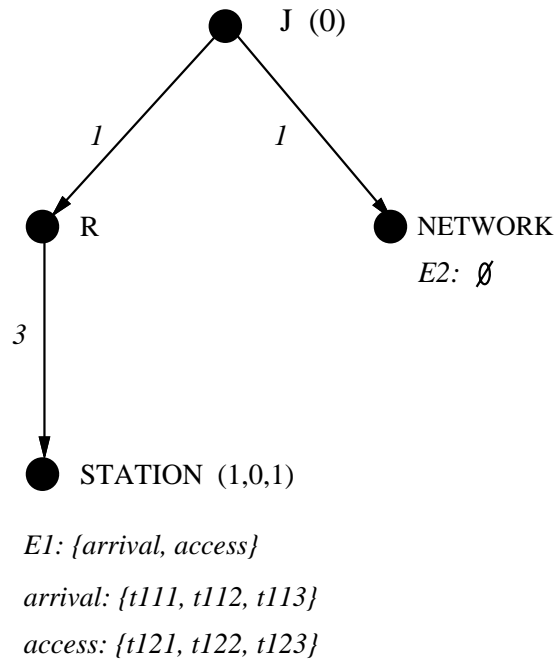 J (0)
1
1
R
NETWORK
E2: ∅
3
STATION (1,0,1)
E1: {arrival, access}
arrival: {t111, t112, t113}
access: {t121, t122, t123}